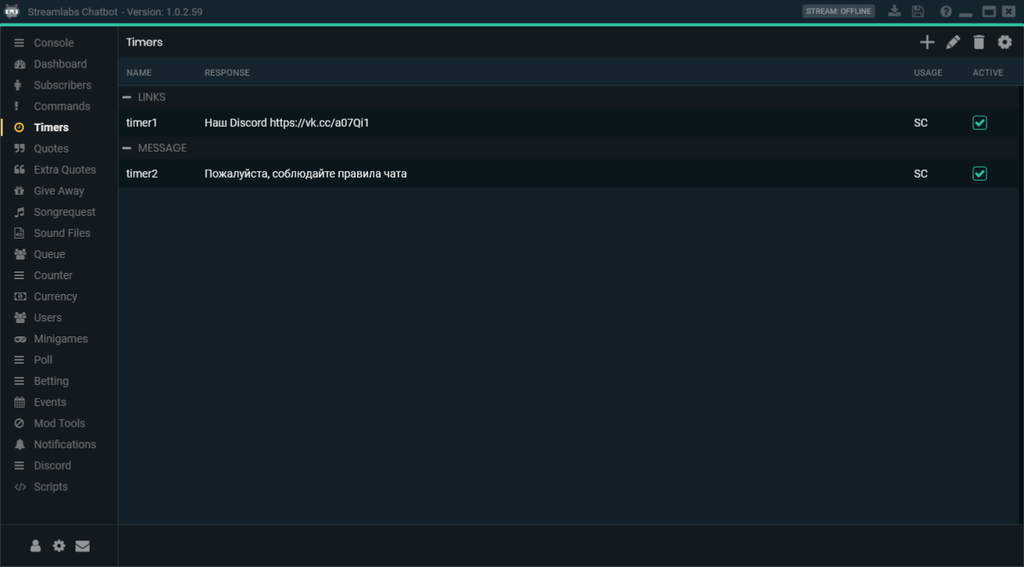 Streamlabs Chatbot - Version: 1.0.2.59
STREAM: OFFLINE
Console
Dashboard
Subscribers
Commands
Timers
Quotes
Extra Quotes
Give Away
Songrequest
Sound Files
Queue
Counter
Currency
Users
Minigames
Poll
Betting
Events
Mod Tools
Notifications
Discord
Scripts
Timers
NAME RESPONSE USAGE ACTIVE
LINKS
timer1 Наш Discord https://vk.cc/a07Qi1 SC
MESSAGE
timer2 Пожалуйста, соблюдайте правила чата SC